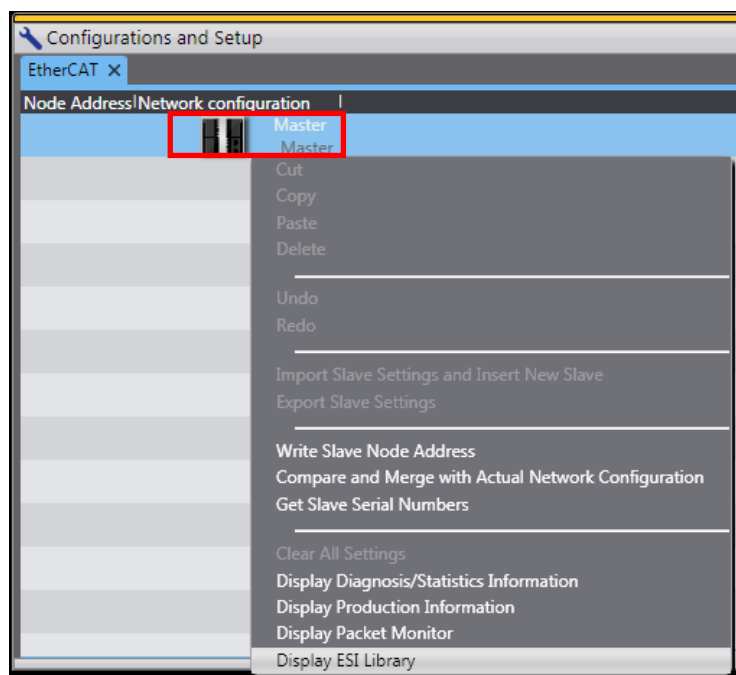 Configurations and Setup
EtherCAT ×
Node Address Network configuration
Master
Master
Cut
Copy
Paste
Delete
Undo
Redo
Import Slave Settings and Insert New Slave
Export Slave Settings
Write Slave Node Address
Compare and Merge with Actual Network Configuration
Get Slave Serial Numbers
Clear All Settings
Display Diagnosis/Statistics Information
Display Production Information
Display Packet Monitor
Display ESI Library